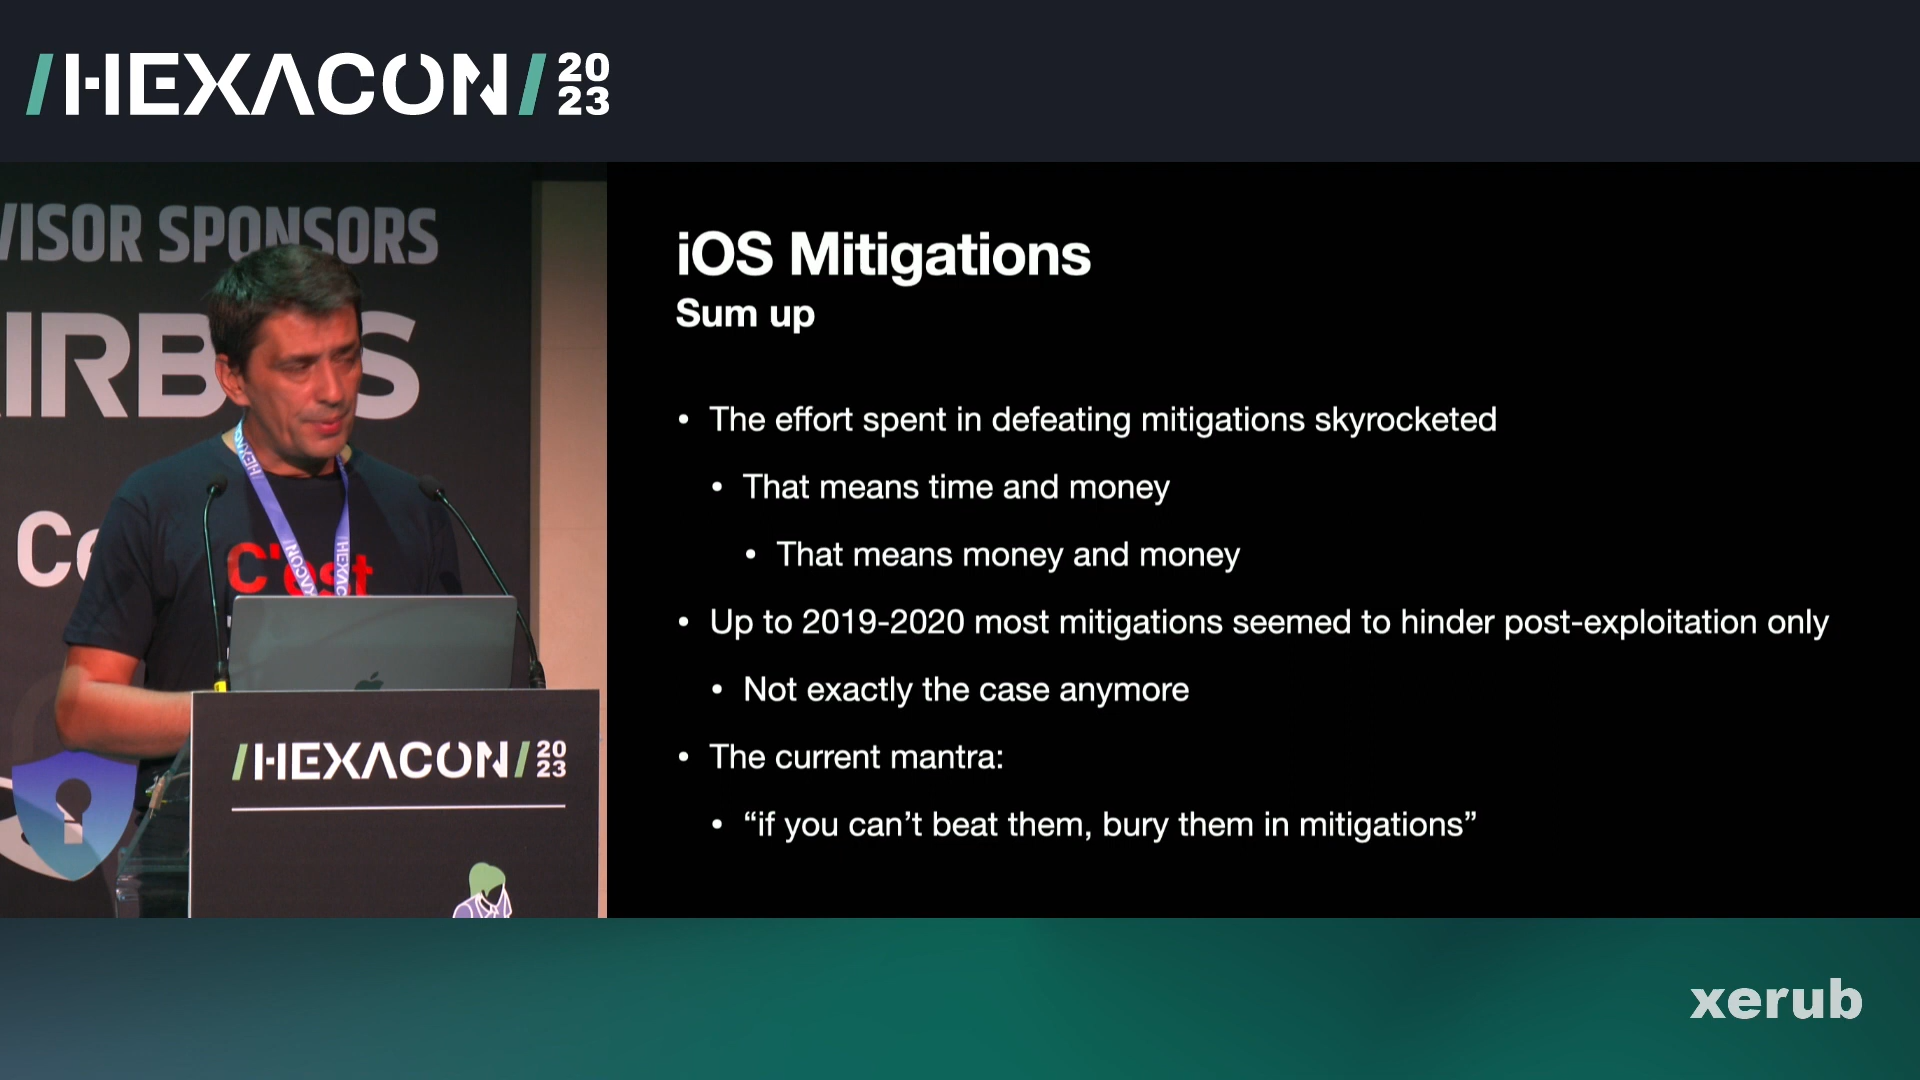 /HEXACON/ 20
23
VISOR SPONSORS
C'est
HEXACON
/HEXACON/ 20
23
iOS Mitigations
Sum up
• The effort spent in defeating mitigations skyrocketed
• That means time and money
• That means money and money
• Up to 2019-2020 most mitigations seemed to hinder post-exploitation only
• Not exactly the case anymore
• The current mantra:
• “if you can’t beat them, bury them in mitigations”
xerub